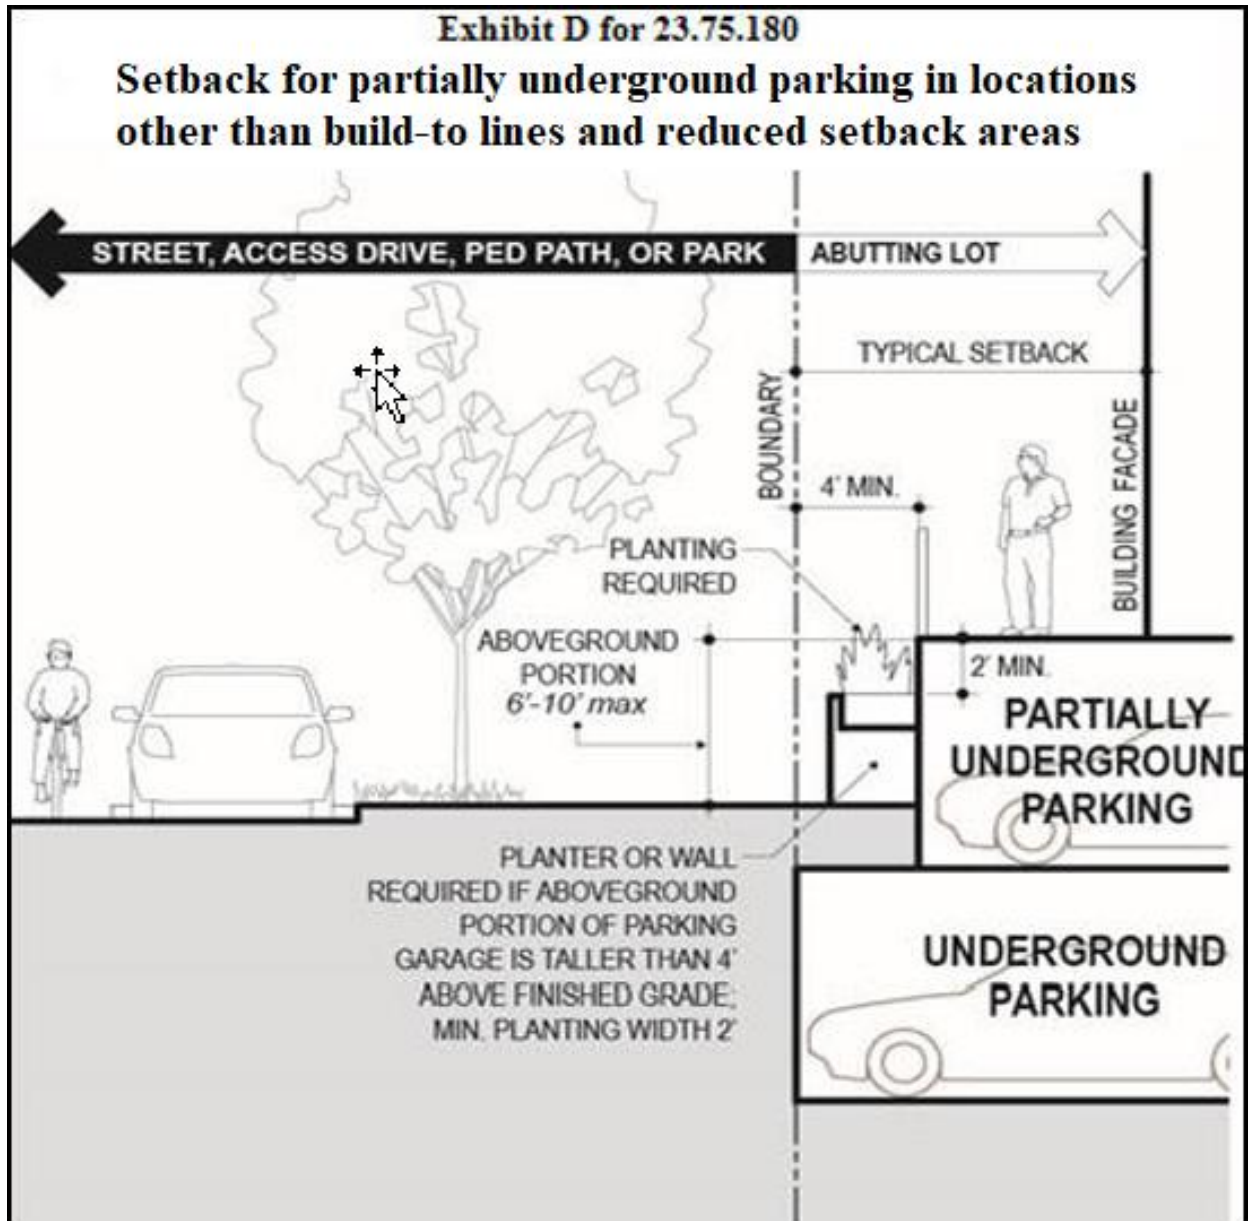 Exhibit D for 23.75.180
Setback for partially underground parking in locations
other than build-to lines and reduced setback areas
STREET, ACCESS DRIVE, PED PATH, OR PARK
ABUTTING LOT
TYPICAL SETBACK
BOUNDARY
4' MIN.
BUILDING FACADE
PLANTING
REQUIRED
ABOVEGROUND
PORTION
6'-10' max
2' MIN.
PARTIALLY
UNDERGROUND
PARKING
PLANTER OR WALL
REQUIRED IF ABOVEGROUND
PORTION OF PARKING
GARAGE IS TALLER THAN 4'
ABOVE FINISHED GRADE;
MIN. PLANTING WIDTH 2'
UNDERGROUND
PARKING